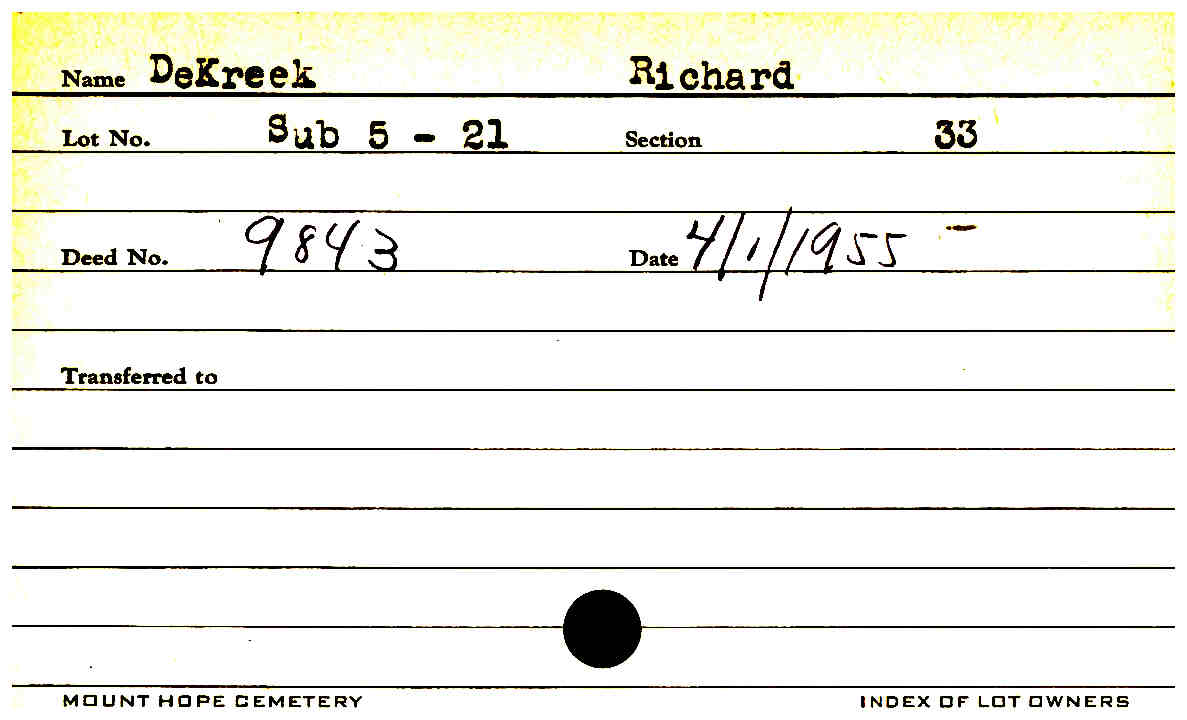 Name DeKreek Richard
Lot No. Sub 5 - 21 Section 33
Deed No. 9843 Date 4/1/1955 -
Transferred to
MOUNT HOPE CEMETERY INDEX OF LOT OWNERS